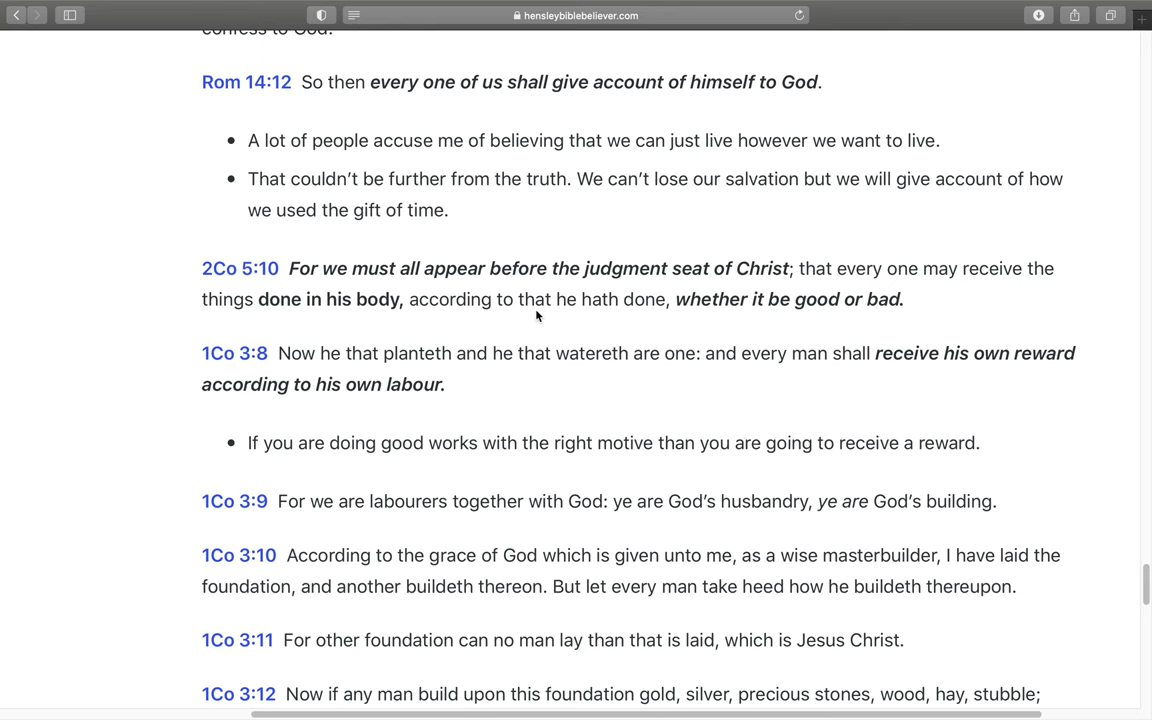 hensleybiblebeliever.com
confess to God.
Rom 14:12 So then every one of us shall give account of himself to God.
• A lot of people accuse me of believing that we can just live however we want to live.
• That couldn’t be further from the truth. We can’t lose our salvation but we will give account of how
we used the gift of time.
2Co 5:10 For we must all appear before the judgment seat of Christ; that every one may receive the
things done in his body, according to that he hath done, whether it be good or bad.
1Co 3:8 Now he that planteth and he that watereth are one: and every man shall receive his own reward
according to his own labour.
• If you are doing good works with the right motive than you are going to receive a reward.
1Co 3:9 For we are labourers together with God: ye are God’s husbandry, ye are God’s building.
1Co 3:10 According to the grace of God which is given unto me, as a wise masterbuilder, I have laid the
foundation, and another buildeth thereon. But let every man take heed how he buildeth thereupon.
1Co 3:11 For other foundation can no man lay than that is laid, which is Jesus Christ.
1Co 3:12 Now if any man build upon this foundation gold, silver, precious stones, wood, hay, stubble;